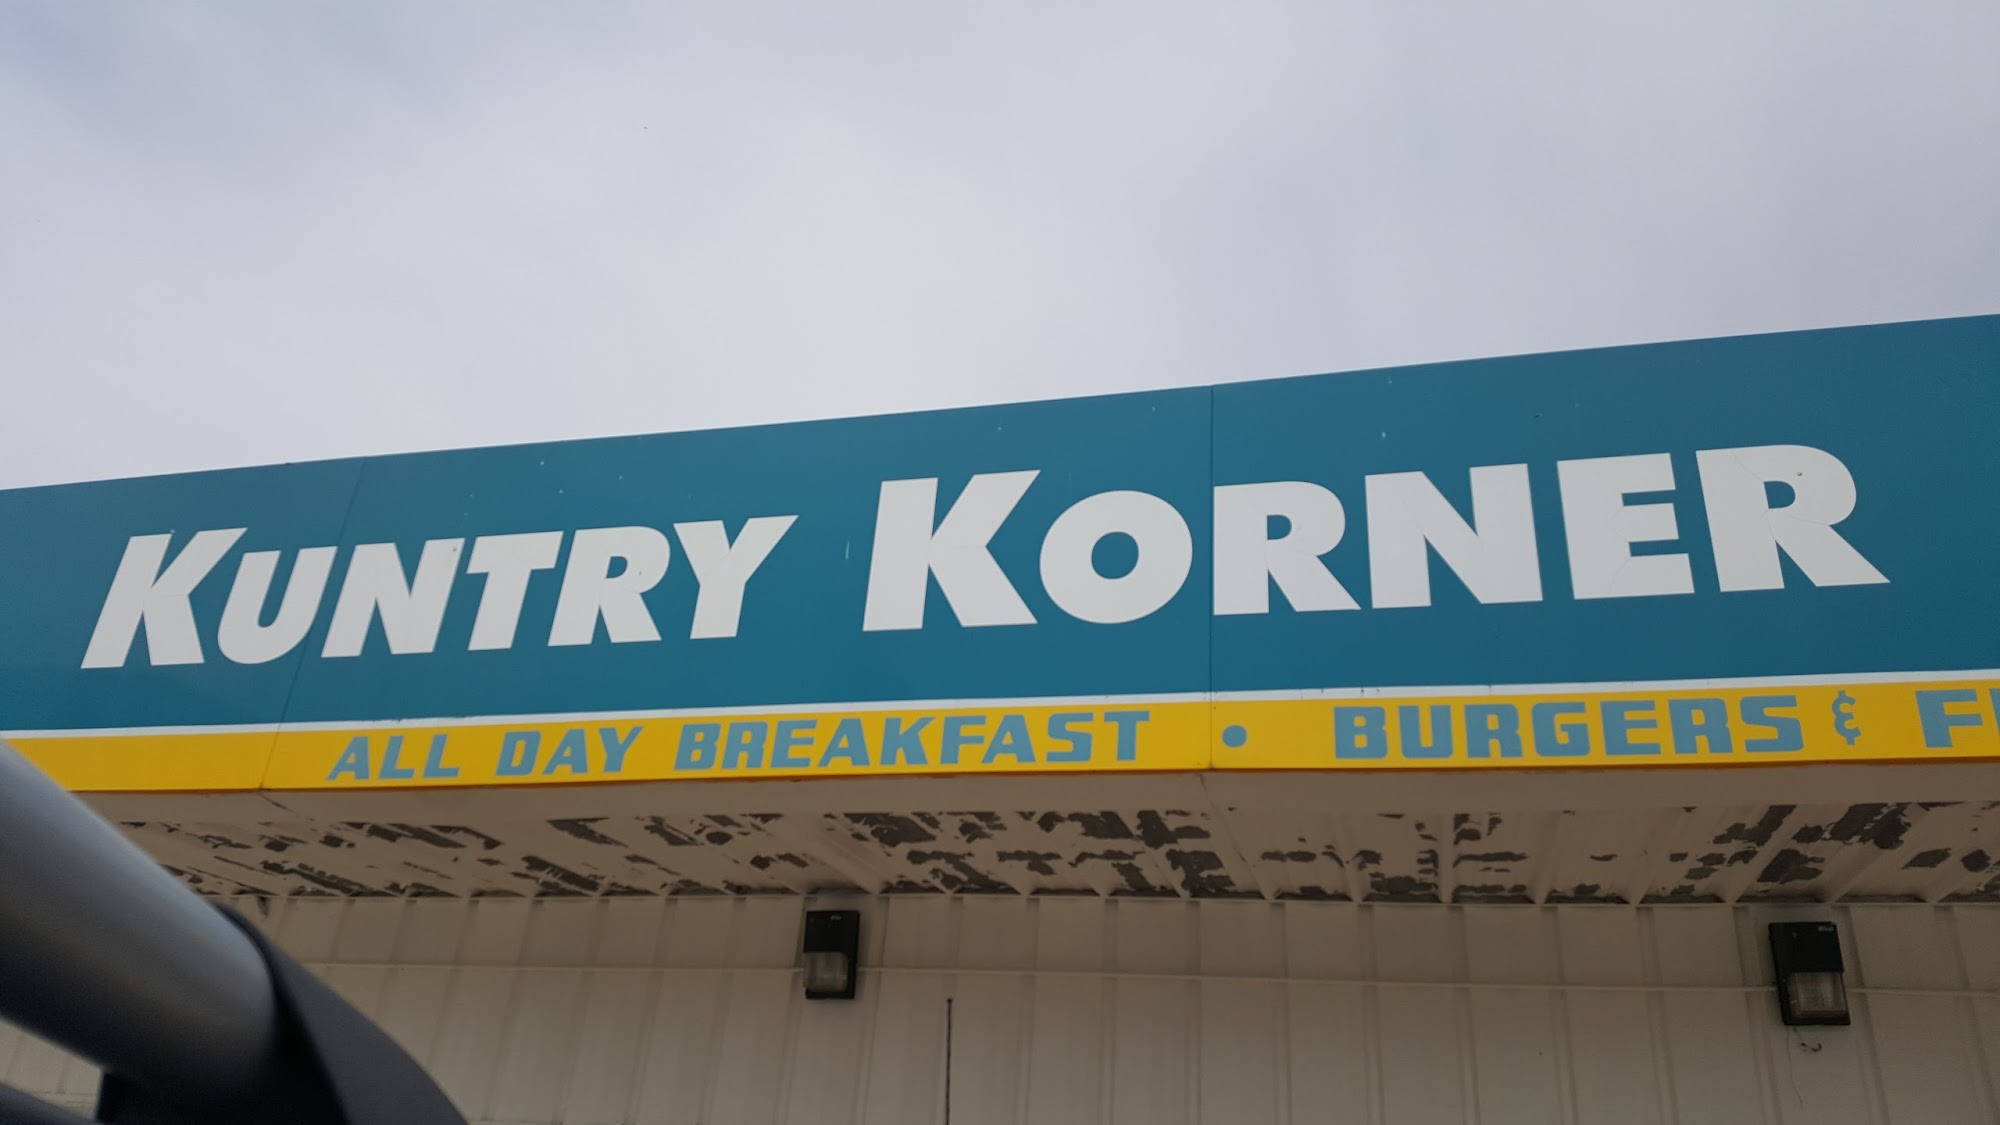 KUNTRY KORNER
ALL DAY BREAKFAST • BURGERS &